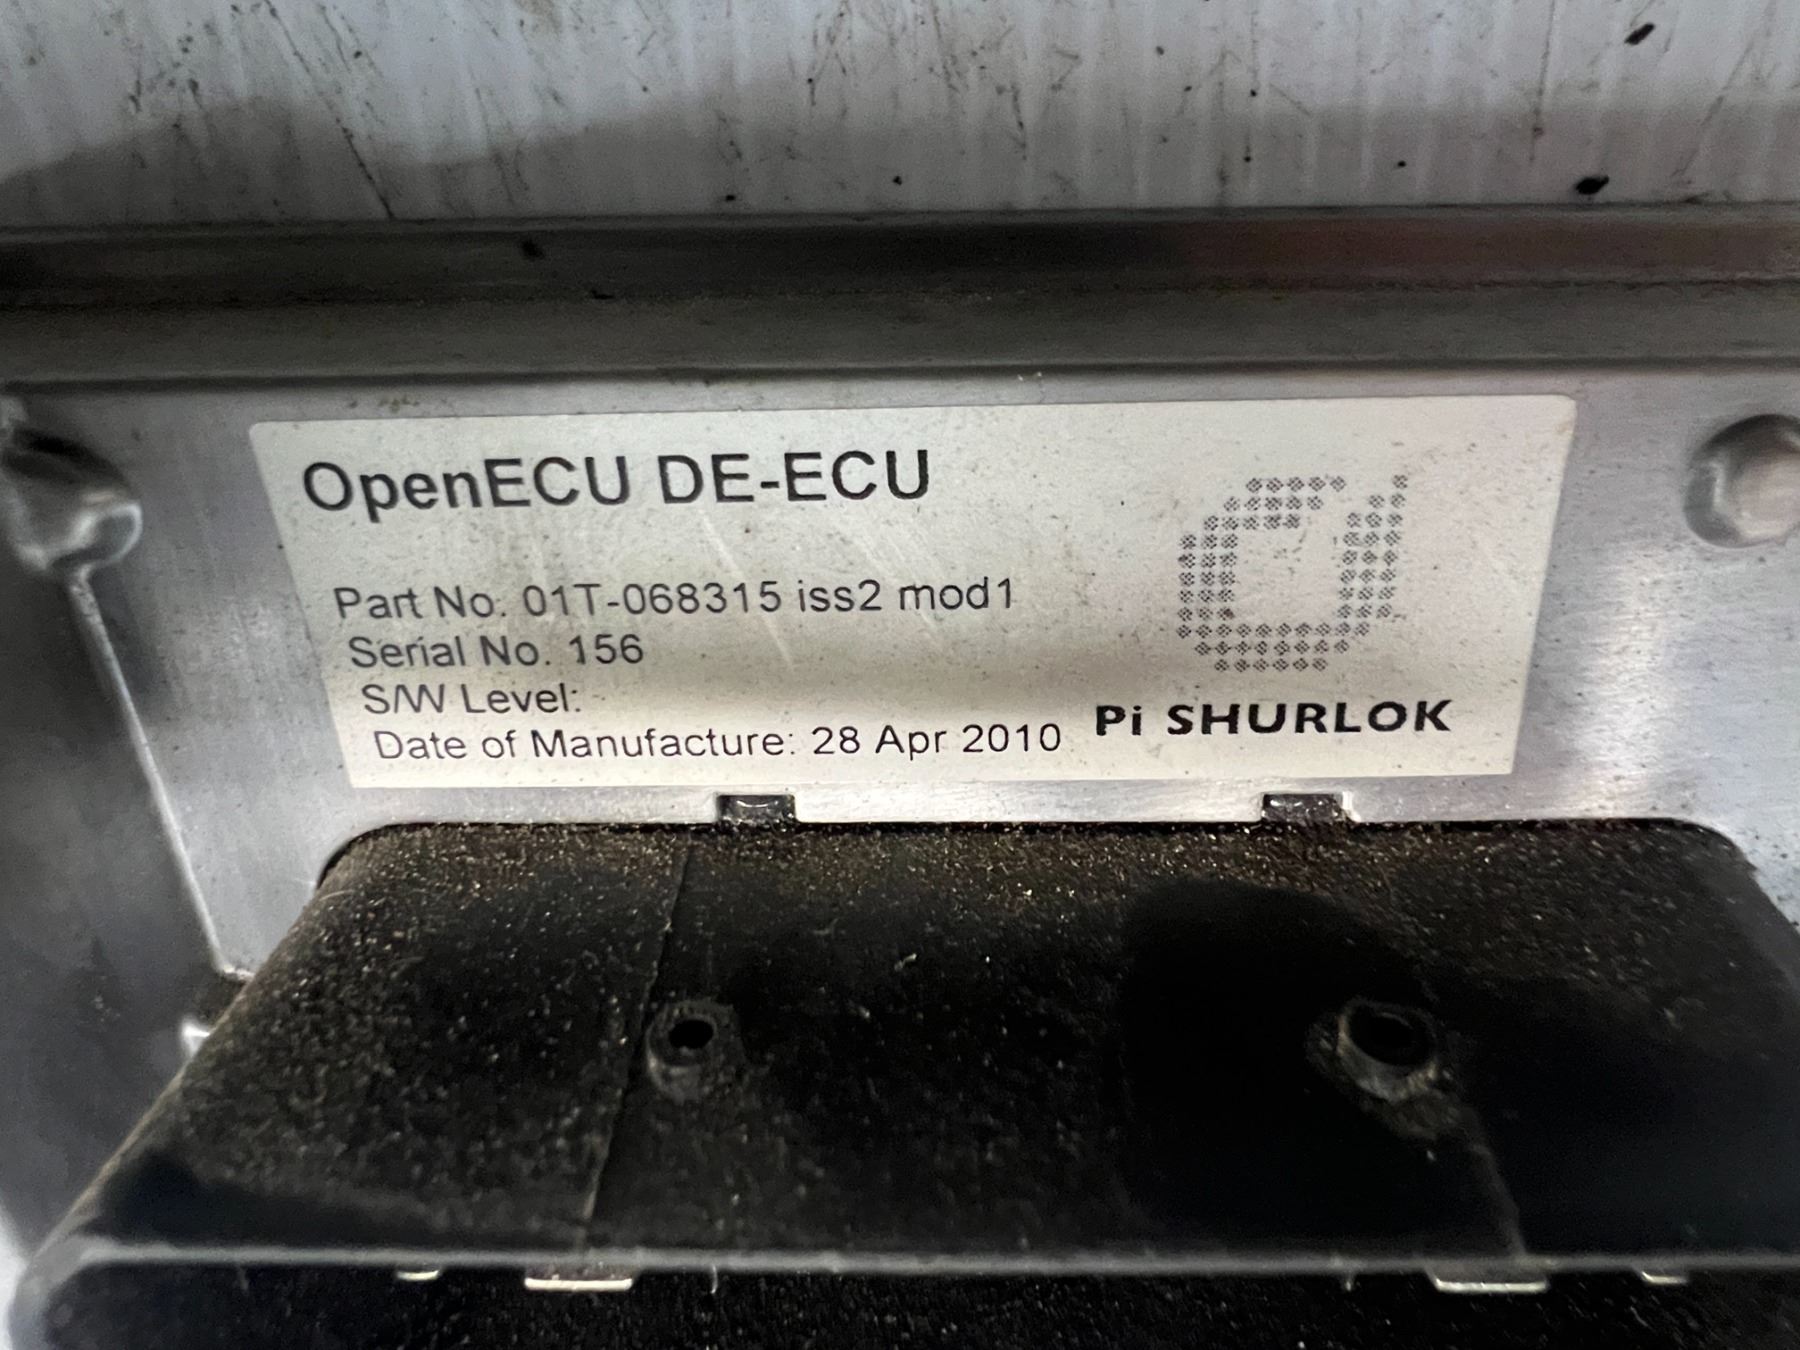 OpenECU DE-ECU
Part No. 01T-068315 iss2 mod1
Serial No. 156
S/W Level:
Date of Manufacture: 28 Apr 2010
Pi SHURLOK